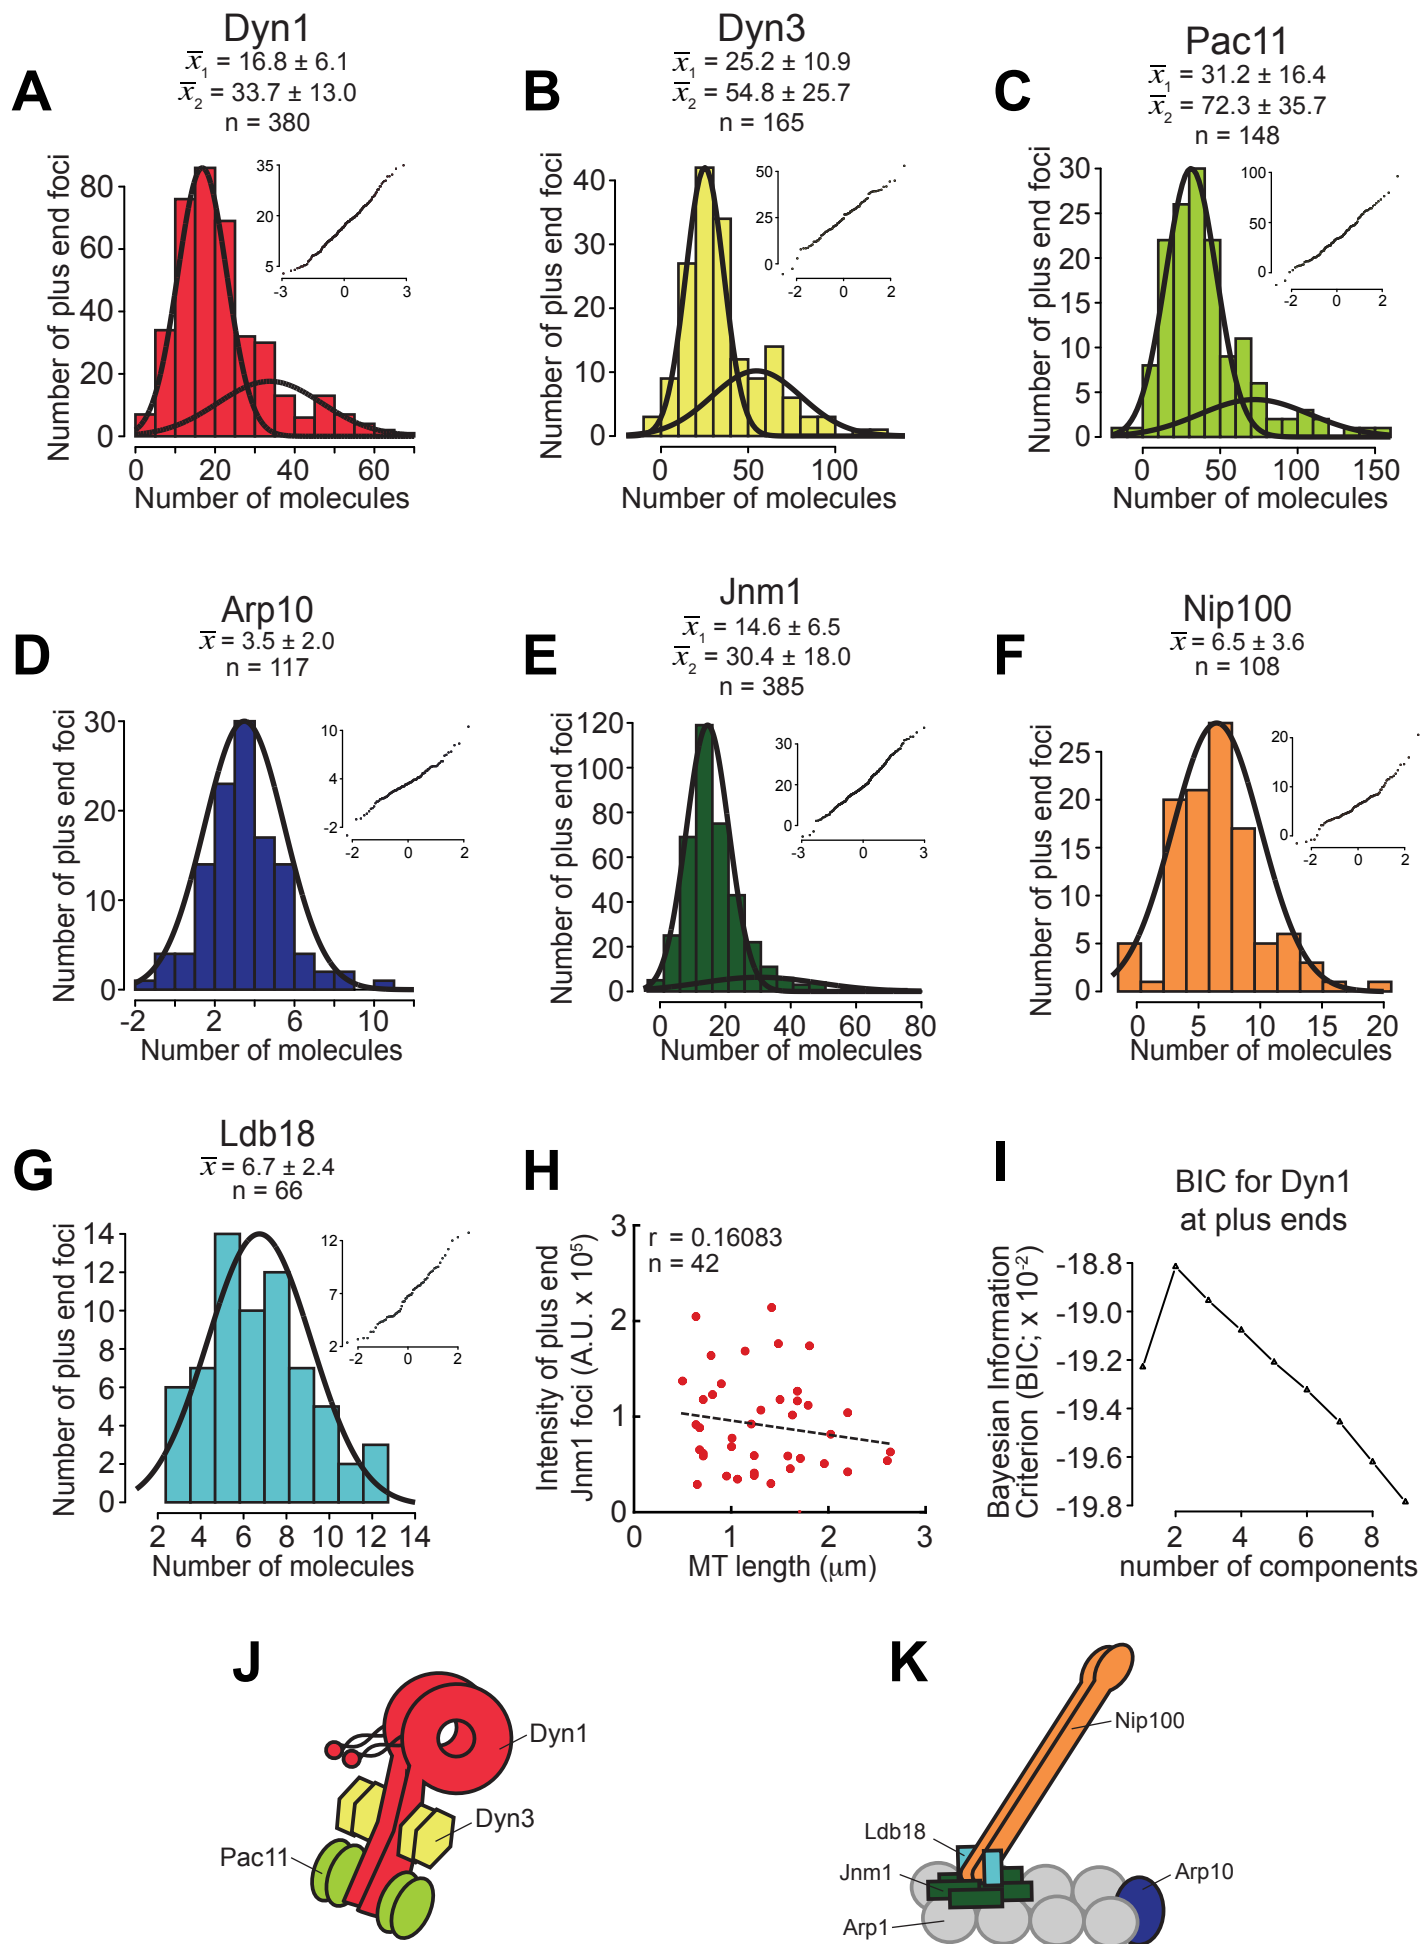 A
Dyn1
x̅1 = 16.8 ± 6.1
x̅2 = 33.7 ± 13.0
n = 380
Number of plus end foci
80
60
40
20
0
0 20 40 60
Number of molecules
35
20
5
-3 0 3
B
Dyn3
x̅1 = 25.2 ± 10.9
x̅2 = 54.8 ± 25.7
n = 165
Number of plus end foci
40
30
20
10
0
0 50 100
Number of molecules
50
25
0
-2 0 2
C
Pac11
x̅1 = 31.2 ± 16.4
x̅2 = 72.3 ± 35.7
n = 148
Number of plus end foci
30
25
20
15
10
5
0
0 50 100 150
Number of molecules
100
50
0
-2 0 2
D
Arp10
x̅ = 3.5 ± 2.0
n = 117
Number of plus end foci
30
20
10
0
-2 2 6 10
Number of molecules
10
4
-2
-2 0 2
E
Jnm1
x̅1 = 14.6 ± 6.5
x̅2 = 30.4 ± 18.0
n = 385
Number of plus end foci
120
100
80
60
40
20
0
0 20 40 60 80
Number of molecules
30
20
0
-3 0 3
F
Nip100
x̅ = 6.5 ± 3.6
n = 108
Number of plus end foci
25
20
15
10
5
0
0 5 10 15 20
Number of molecules
20
10
0
-2 0 2
G
Ldb18
x̅ = 6.7 ± 2.4
n = 66
Number of plus end foci
14
12
10
8
6
4
2
0
2 4 6 8 10 12 14
Number of molecules
12
7
2
-2 0 2
H
r = 0.16083
n = 42
Intensity of plus end
Jnm1 foci (A.U. x 10⁵)
3
2
1
0
0 1 2 3
MT length (μm)
I
BIC for Dyn1
at plus ends
Bayesian Information
Criterion (BIC; x 10⁻²)
-18.8
-19.0
-19.2
-19.4
-19.6
-19.8
2 4 6 8
number of components
J
Dyn1
Dyn3
Pac11
K
Nip100
Ldb18
Jnm1
Arp10
Arp1